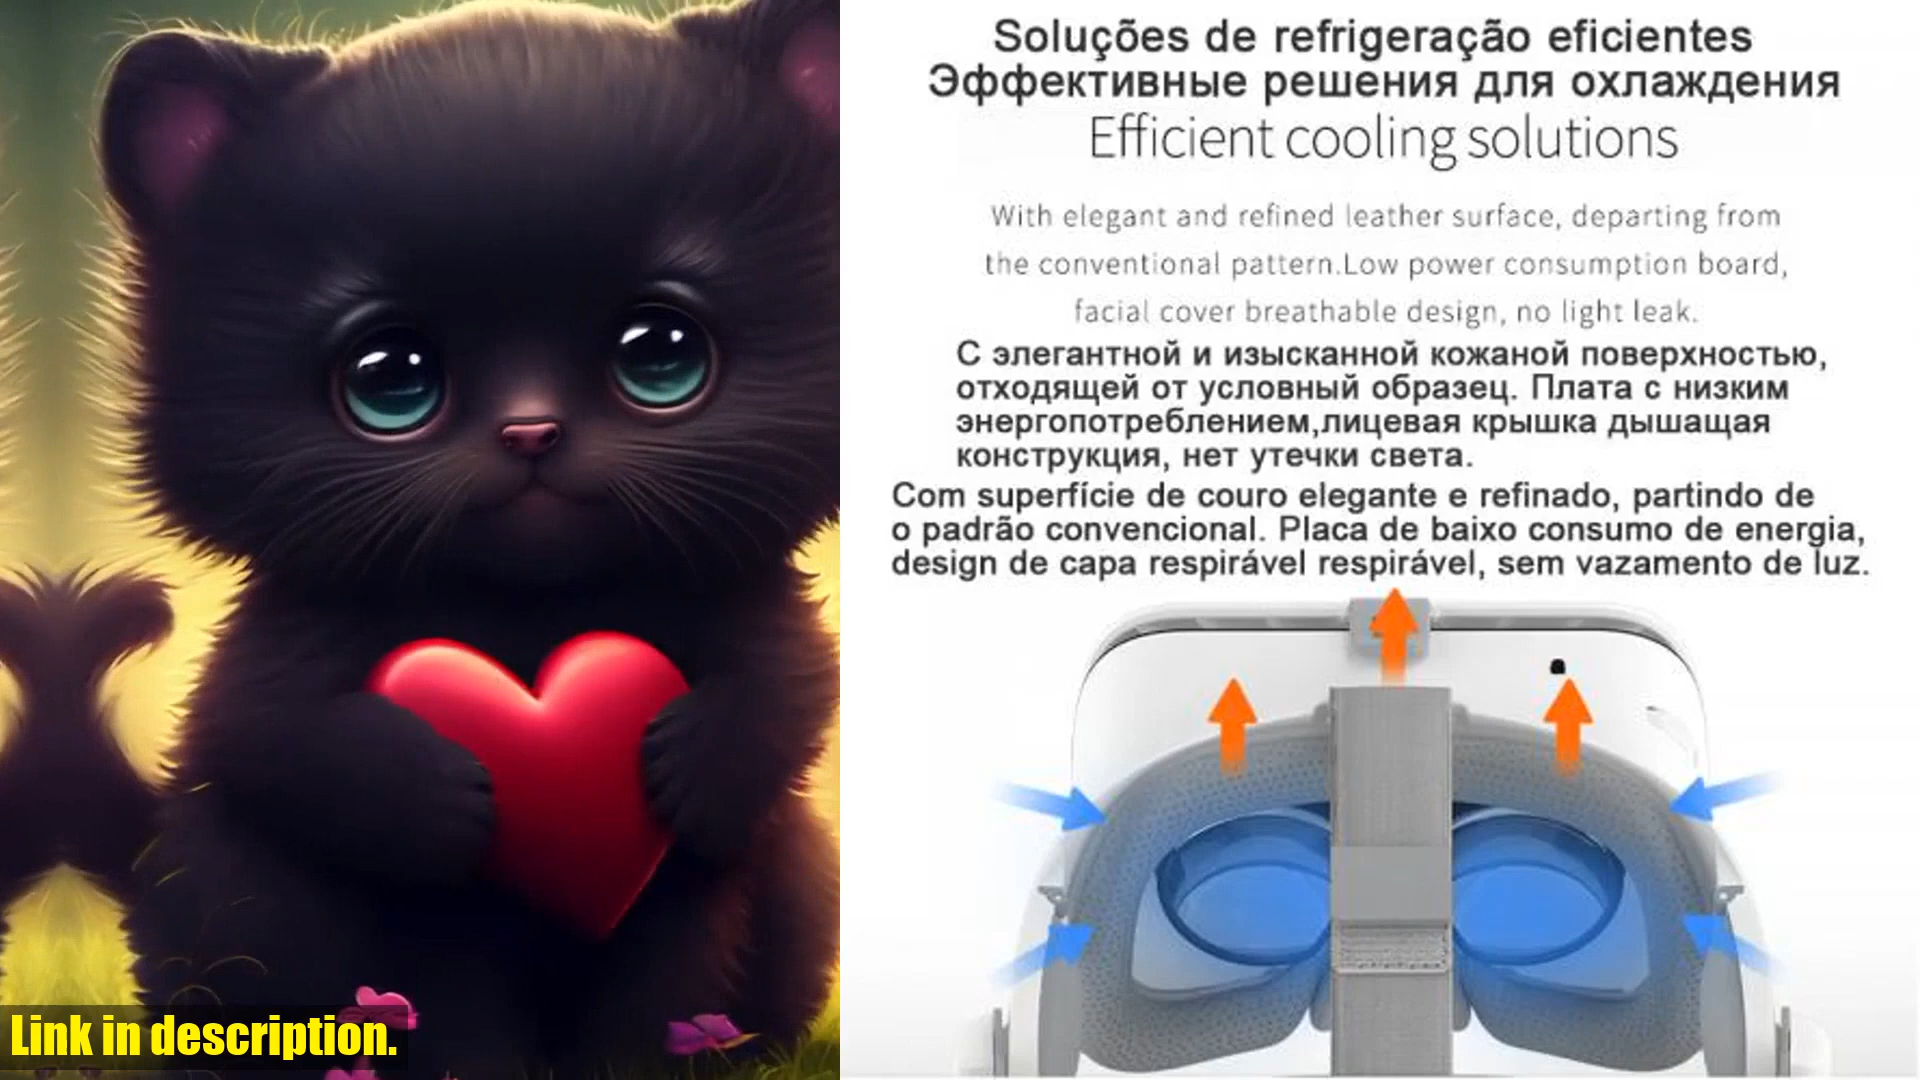 Soluções de refrigeração eficientes
Эффективные решения для охлаждения
Efficient cooling solutions
With elegant and refined leather surface, departing from
the conventional pattern.Low power consumption board,
facial cover breathable design, no light leak.
С элегантной и изысканной кожаной поверхностью,
отходящей от условный образец. Плата с низким
энергопотреблением,лицевая крышка дышащая
конструкция, нет утечки света.
Com superfície de couro elegante e refinado, partindo de
o padrão convencional. Placa de baixo consumo de energia,
design de capa respirável respirável, sem vazamento de luz.
Link in description.